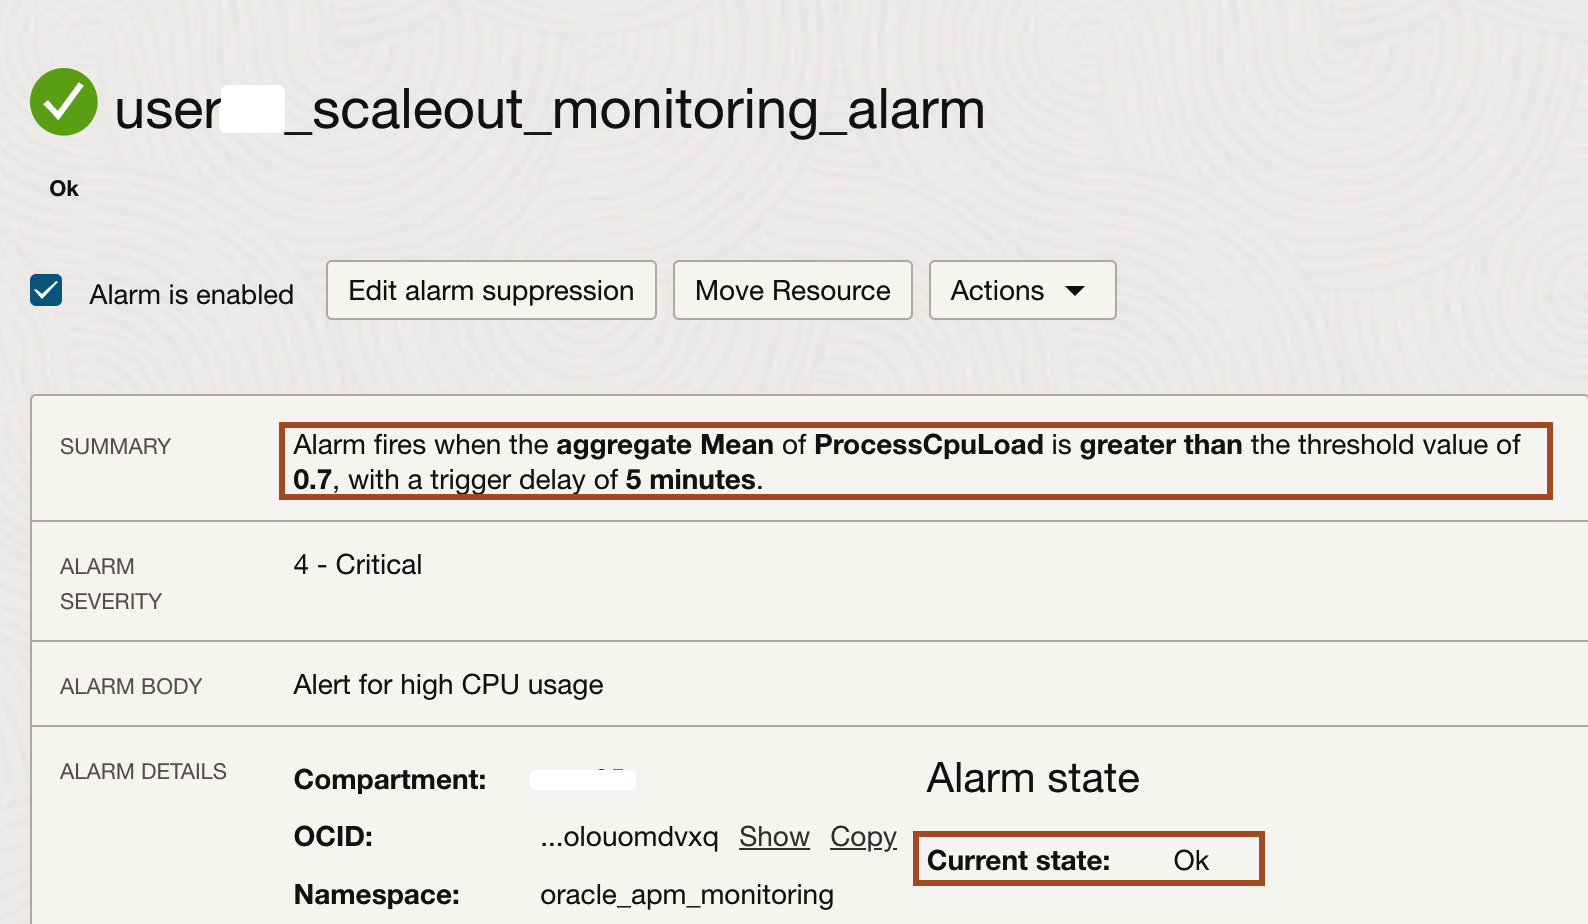 user _scaleout_monitoring_alarm
Ok
Alarm is enabled
Edit alarm suppression
Move Resource
Actions
SUMMARY
Alarm fires when the aggregate Mean of ProcessCpuLoad is greater than the threshold value of
0.7, with a trigger delay of 5 minutes.
ALARM
SEVERITY
4 - Critical
ALARM BODY
Alert for high CPU usage
ALARM DETAILS
Compartment:
OCID: ...olouomdvxq Show Copy
Namespace: oracle_apm_monitoring
Alarm state
Current state: Ok